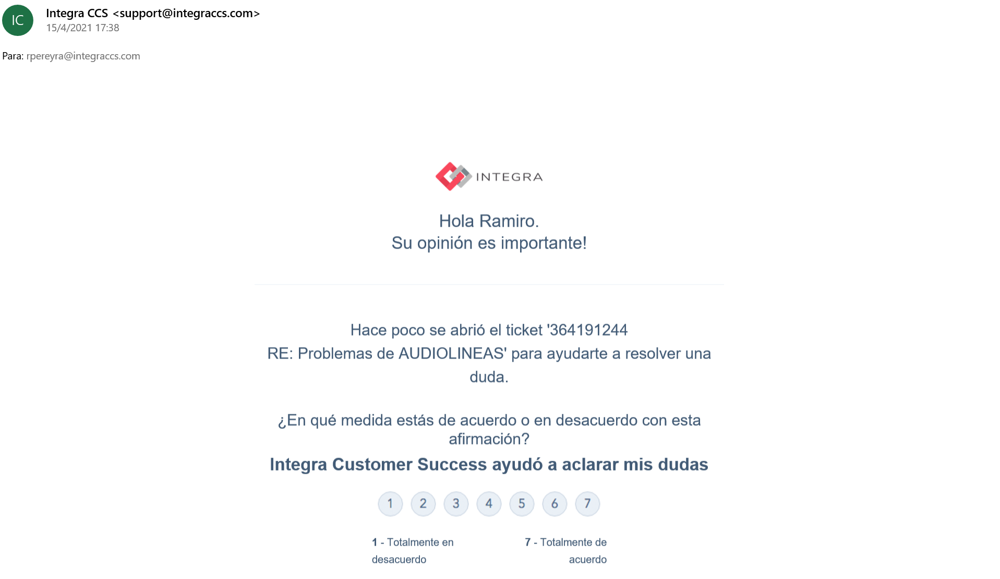 IC
Integra CCS <support@integraccs.com>
15/4/2021 17:38
Para: rpereyra@integraccs.com
INTEGRA
Hola Ramiro.
Su opinión es importante!
Hace poco se abrió el ticket '364191244
RE: Problemas de AUDIOLINEAS' para ayudarte a resolver una
duda.
¿En qué medida estás de acuerdo o en desacuerdo con esta
afirmación?
Integra Customer Success ayudó a aclarar mis dudas
1 2 3 4 5 6 7
1 - Totalmente en
desacuerdo
7 - Totalmente de
acuerdo